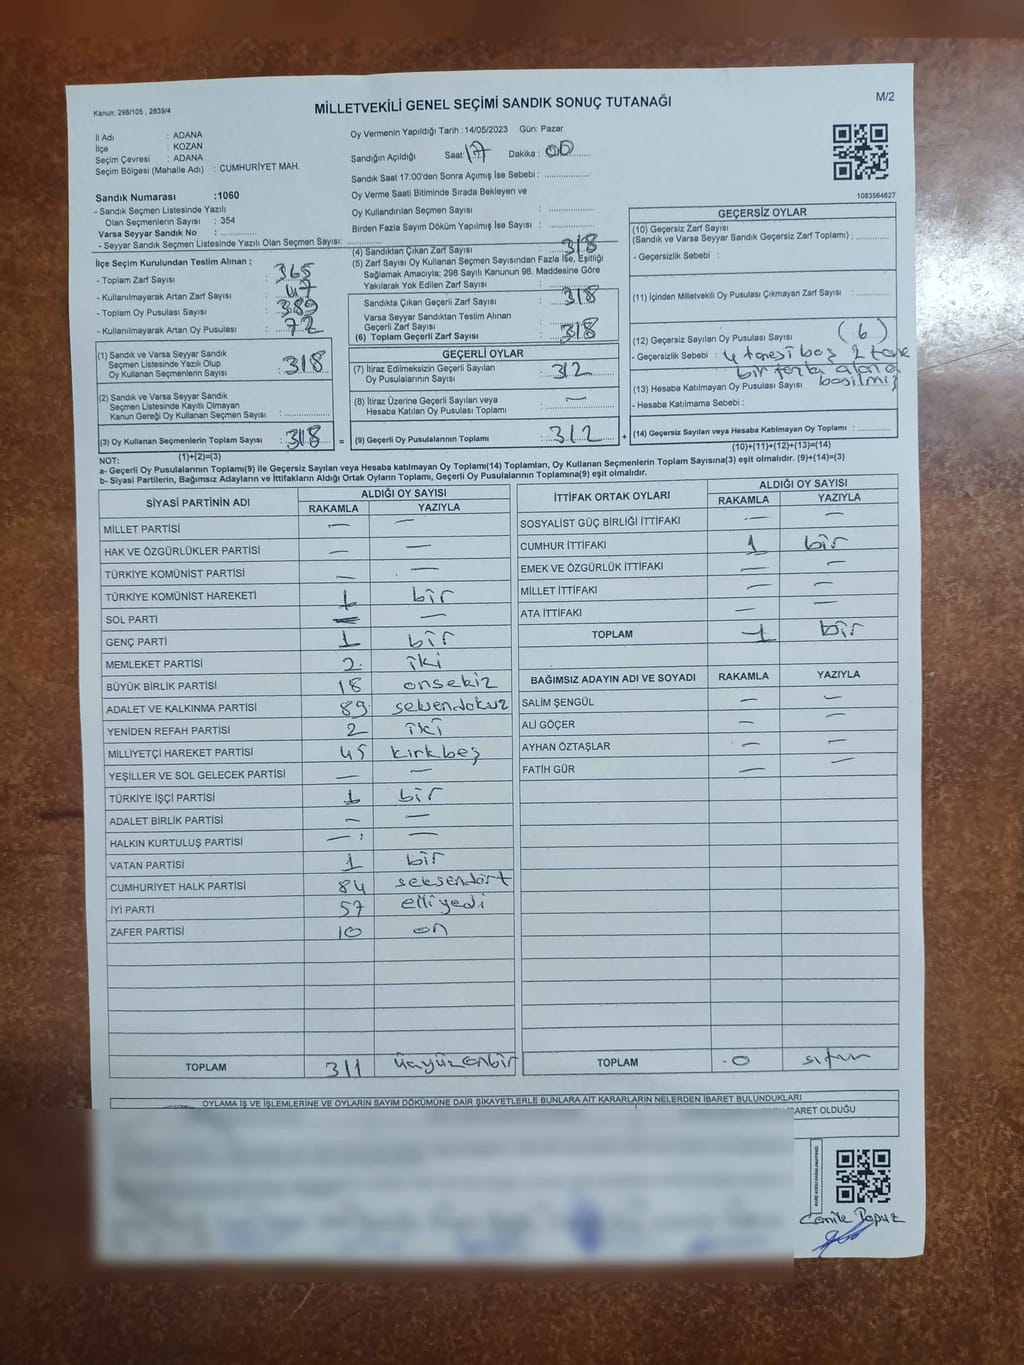 Kanun: 298/105 , 2839/4
MİLLETVEKİLİ GENEL SEÇİMİ SANDIK SONUÇ TUTANAĞI
M/2
İl Adı : ADANA
İlçe : KOZAN
Seçim Çevresi : ADANA
Seçim Bölgesi (Mahalle Adı) : CUMHURİYET MAH.
Oy Vermenin Yapıldığı Tarih :14/05/2023 Gün: Pazar
Sandığın Açıldığı Saat: 17 Dakika : 00
Sandık Saat 17:00'den Sonra Açımış İse Sebebi :
Sandık Numarası :1060
- Sandık Seçmen Listesinde Yazılı
Olan Seçmenlerin Sayısı : 354
Varsa Seyyar Sandık No :
- Seyyar Sandık Seçmen Listesinde Yazılı Olan Seçmen Sayısı:
Oy Verme Saati Bitiminde Sırada Bekleyen ve
Oy Kullandırılan Seçmen Sayısı :
Birden Fazla Sayım Döküm Yapılmış İse Sayısı :
1083564627
İlçe Seçim Kurulundan Teslim Alınan ;
- Toplam Zarf Sayısı : 365
- Kullanılmayarak Artan Zarf Sayısı : 47
- Toplam Oy Pusulası Sayısı : 389
- Kullanılmayarak Artan Oy Pusulası : 72
(1) Sandık ve Varsa Seyyar Sandık
Seçmen Listesinde Yazılı Olup
Oy Kullanan Seçmenlerin Sayısı : 318
(2) Sandık ve Varsa Seyyar Sandık
Seçmen Listesinde Kayıtlı Olmayan
Kanun Gereği Oy Kullanan Seçmen Sayısı :
(3) Oy Kullanan Seçmenlerin Toplam Sayısı : 318 =
(4) Sandıktan Çıkan Zarf Sayısı : 318
(5) Zarf Sayısı Oy Kullanan Seçmen Sayısından Fazla İse, Eşitliği
Sağlamak Amacıyla; 298 Sayılı Kanunun 98. Maddesine Göre
Yakılarak Yok Edilen Zarf Sayısı :
Sandıkta Çıkan Geçerli Zarf Sayısı : 318
Varsa Seyyar Sandıktan Teslim Alınan
Geçerli Zarf Sayısı :
(6) Toplam Geçerli Zarf Sayısı : 318
GEÇERLİ OYLAR
(7) İtiraz Edilmeksizin Geçerli Sayılan
Oy Pusulalarının Sayısı : 312
(8) İtiraz Üzerine Geçerli Sayılan veya
Hesaba Katılan Oy Pusulası Toplamı : —
(9) Geçerli Oy Pusulalarının Toplamı : 312 +
GEÇERSİZ OYLAR
(10) Geçersiz Zarf Sayısı
(Sandık ve Varsa Seyyar Sandık Geçersiz Zarf Toplamı) :
- Geçersizlik Sebebi :
(11) İçinden Milletvekili Oy Pusulası Çıkmayan Zarf Sayısı :
(12) Geçersiz Sayılan Oy Pusulası Sayısı : (6)
- Geçersizlik Sebebi : 4 tanesi boş 2 tane
bir fazla alana
basılmış
(13) Hesaba Katılmayan Oy Pusulası Sayısı
- Hesaba Katılmama Sebebi :
(14) Geçersiz Sayılan veya Hesaba Katılmayan Oy Toplamı :
NOT: (1)+(2)=(3)
(10)+(11)+(12)+(13)=(14)
a- Geçerli Oy Pusulalarının Toplamı(9) ile Geçersiz Sayılan veya Hesaba katılmayan Oy Toplamı(14) Toplamları, Oy Kullanan Seçmenlerin Toplam Sayısına(3) eşit olmalıdır. (9)+(14)=(3)
b- Siyasi Partilerin, Bağımsız Adayların ve İttifakların Aldığı Ortak Oyların Toplamı, Geçerli Oy Pusulalarının Toplamına(9) eşit olmalıdır.
SİYASİ PARTİNİN ADI ALDIĞI OY SAYISI
RAKAMLA YAZIYLA
MİLLET PARTİSİ — —
HAK VE ÖZGÜRLÜKLER PARTİSİ — —
TÜRKİYE KOMÜNİST PARTİSİ — —
TÜRKİYE KOMÜNİST HAREKETİ 1 bir
SOL PARTİ — —
GENÇ PARTİ 1 bir
MEMLEKET PARTİSİ 2 iki
BÜYÜK BİRLİK PARTİSİ 18 onsekiz
ADALET VE KALKINMA PARTİSİ 89 seksendokuz
YENİDEN REFAH PARTİSİ 2 iki
MİLLİYETÇİ HAREKET PARTİSİ 45 kırkbeş
YEŞİLLER VE SOL GELECEK PARTİSİ — —
TÜRKİYE İŞÇİ PARTİSİ 1 bir
ADALET BİRLİK PARTİSİ — —
HALKIN KURTULUŞ PARTİSİ — —
VATAN PARTİSİ 1 bir
CUMHURİYET HALK PARTİSİ 84 seksendört
İYİ PARTİ 57 elliyedi
ZAFER PARTİSİ 10 on
TOPLAM 311 üçyüzonbir
İTTİFAK ORTAK OYLARI ALDIĞI OY SAYISI
RAKAMLA YAZIYLA
SOSYALİST GÜÇ BİRLİĞİ İTTİFAKI — —
CUMHUR İTTİFAKI 1 bir
EMEK VE ÖZGÜRLÜK İTTİFAKI — —
MİLLET İTTİFAKI — —
ATA İTTİFAKI — —
TOPLAM 1 bir
BAĞIMSIZ ADAYIN ADI VE SOYADI RAKAMLA YAZIYLA
SALİM ŞENGÜL — —
ALİ GÖÇER — —
AYHAN ÖZTAŞLAR — —
FATİH GÜR — —
TOPLAM 0 sıfır
OYLAMA İŞ VE İŞLEMLERİNE VE OYLARIN SAYIM DÖKÜMÜNE DAİR ŞİKAYETLERLE BUNLARA AİT KARARLARIN NELERDEN İBARET BULUNDUKLARI
BARET OLDUĞU